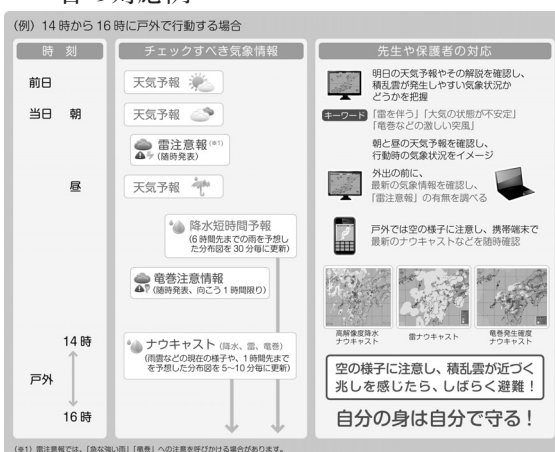 (例) 14時から16時に戸外で行動する場合
時 刻
チェックすべき気象情報
先生や保護者の対応
前日
天気予報
明日の天気予報やその解説を確認し、
積乱雲が発生しやすい気象状況か
どうかを把握
キーワード 「雷を伴う」「大気の状態が不安定」
「竜巻などの激しい突風」
当日 朝
天気予報
朝と昼の天気予報を確認し、
行動時の気象状況をイメージ
雷注意報(※1)
(随時発表)
昼
天気予報
外出の前に、
最新の気象情報を確認し、
「雷注意報」の有無を調べる
降水短時間予報
(6時間先までの雨を予想し
た分布図を30分毎に更新)
戸外では空の様子に注意し、携帯端末で
最新のナウキャストなどを随時確認
竜巻注意情報
(随時発表、向こう1時間限り)
高解像度降水
ナウキャスト
雷ナウキャスト
竜巻発生確度
ナウキャスト
14時
戸外
16時
ナウキャスト (降水、雷、竜巻)
(雨雲などの現在の様子や、1時間先まで
を予想した分布図を5~10分毎に更新)
空の様子に注意し、積乱雲が近づく
兆しを感じたら、しばらく避難!
自分の身は自分で守る!
(※1) 雷注意報では、「急な強い雨」「竜巻」への注意を呼びかける場合があります。